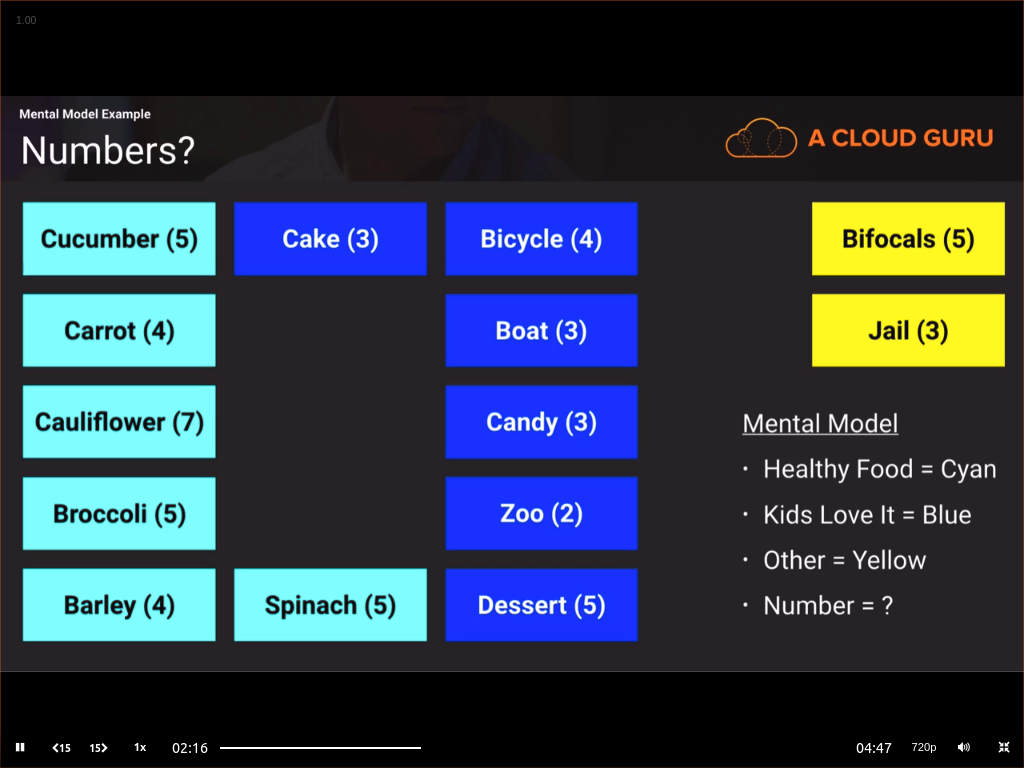 1.00
Mental Model Example
Numbers?
A CLOUD GURU
Cucumber (5)
Cake (3)
Bicycle (4)
Bifocals (5)
Carrot (4)
Boat (3)
Jail (3)
Cauliflower (7)
Candy (3)
Broccoli (5)
Zoo (2)
Barley (4)
Spinach (5)
Dessert (5)
Mental Model
· Healthy Food = Cyan
· Kids Love It = Blue
· Other = Yellow
· Number = ?
15
15
1x
02:16
04:47
720p